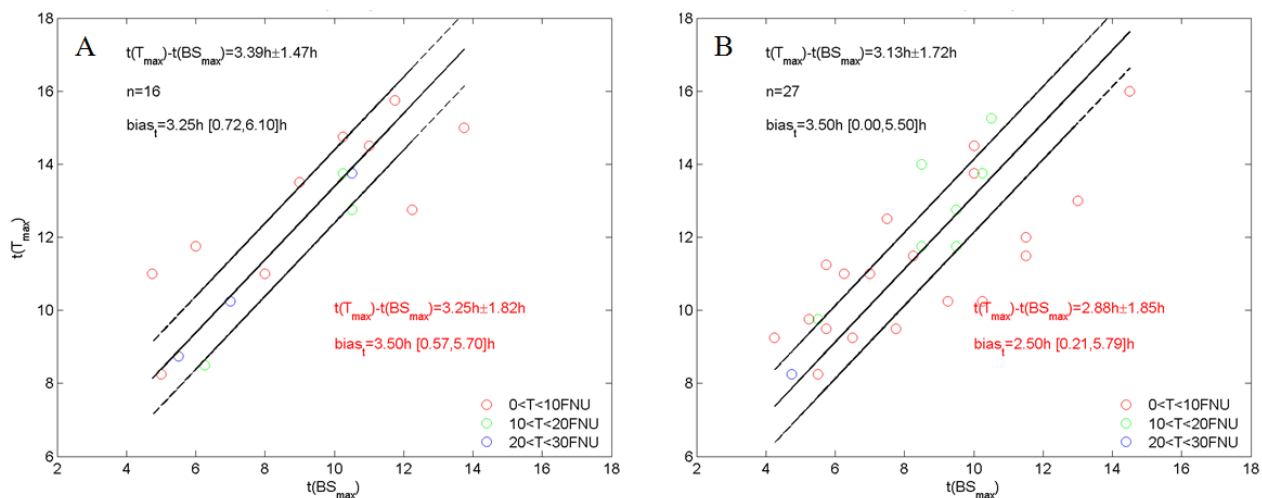 A
t(Tmax)-t(BSmax)=3.39h±1.47h
n=16
biast=3.25h [0.72,6.10]h
t(Tmax)-t(BSmax)=3.25h±1.82h
biast=3.50h [0.57,5.70]h
0<T<10FNU
10<T<20FNU
20<T<30FNU
18
16
14
12
10
8
6
t(Tmax)
2 4 6 8 10 12 14 16 18
t(BSmax)
B
t(Tmax)-t(BSmax)=3.13h±1.72h
n=27
biast=3.50h [0.00,5.50]h
t(Tmax)-t(BSmax)=2.88h±1.85h
biast=2.50h [0.21,5.79]h
0<T<10FNU
10<T<20FNU
20<T<30FNU
18
16
14
12
10
8
6
t(Tmax)
2 4 6 8 10 12 14 16 18
t(BSmax)